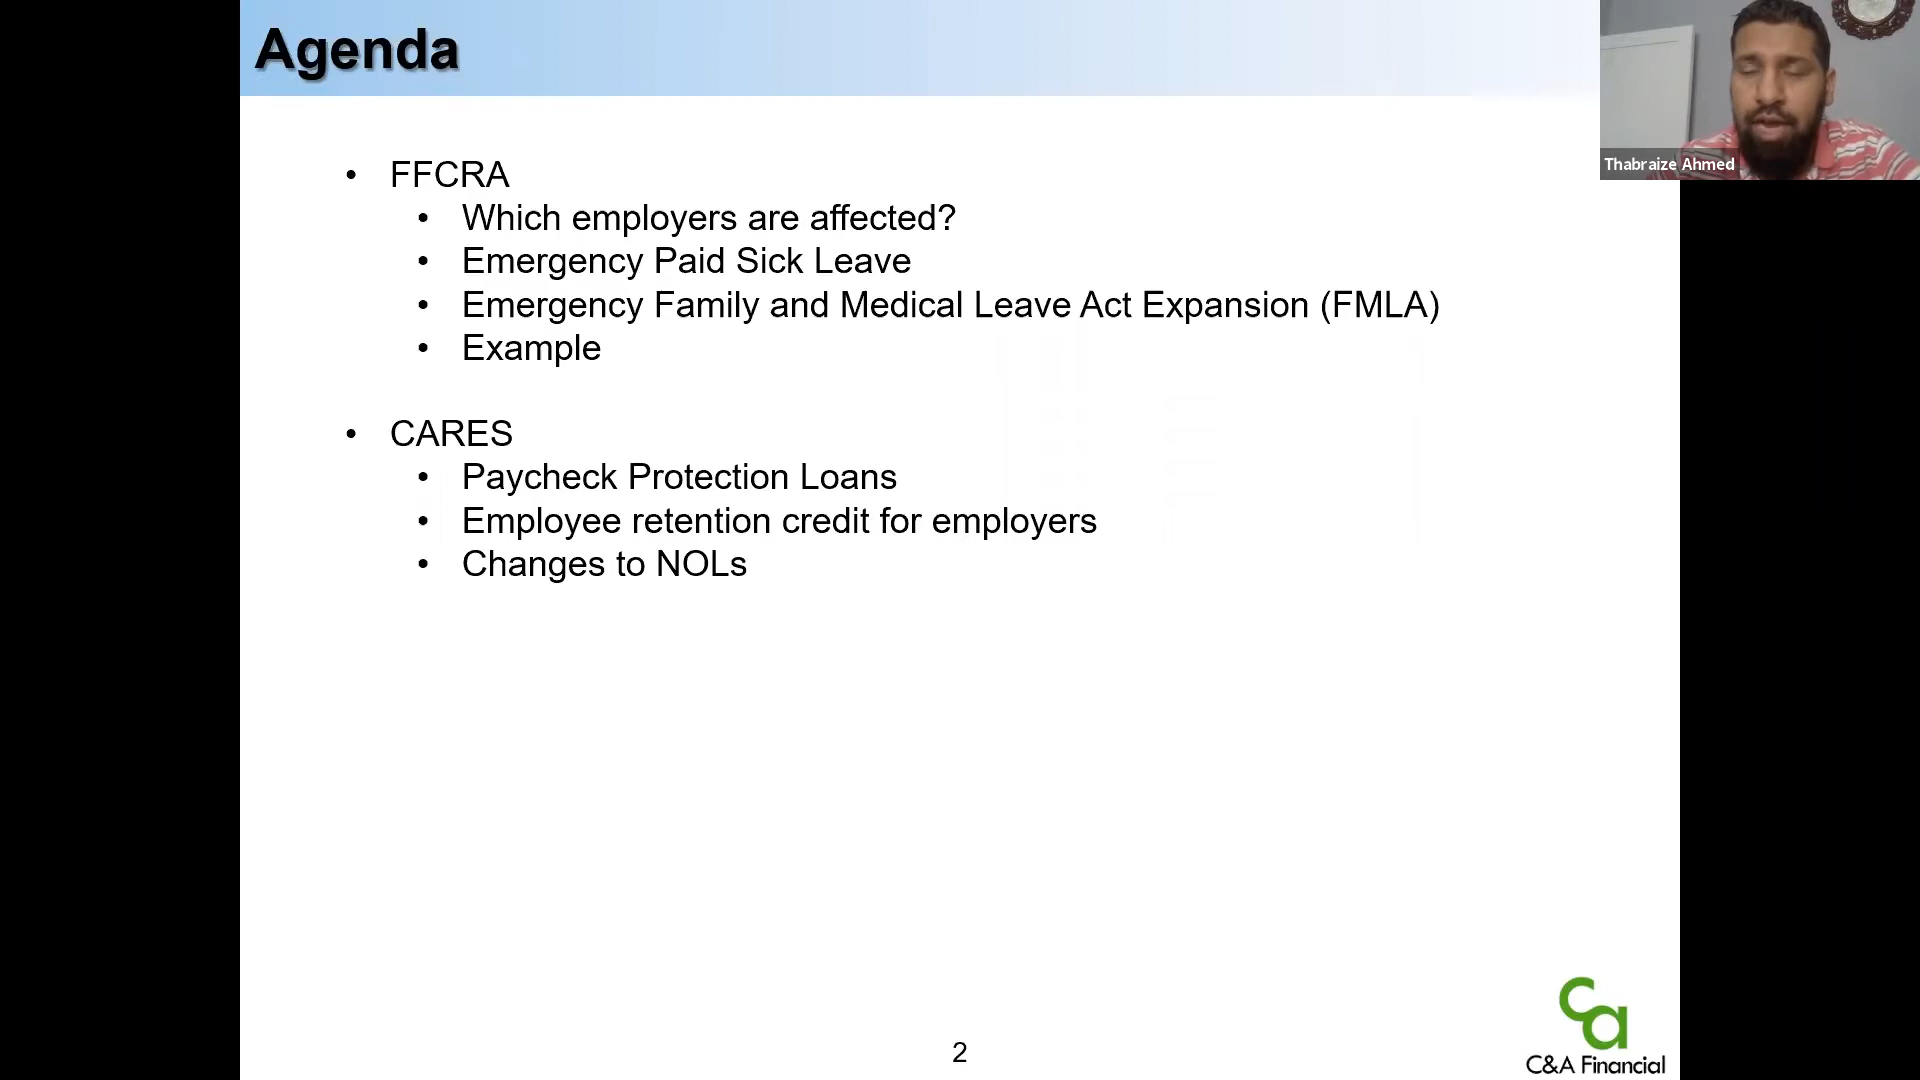 Agenda
Thabraize Ahmed
• FFCRA
• Which employers are affected?
• Emergency Paid Sick Leave
• Emergency Family and Medical Leave Act Expansion (FMLA)
• Example
• CARES
• Paycheck Protection Loans
• Employee retention credit for employers
• Changes to NOLs
2
ca
C&A Financial